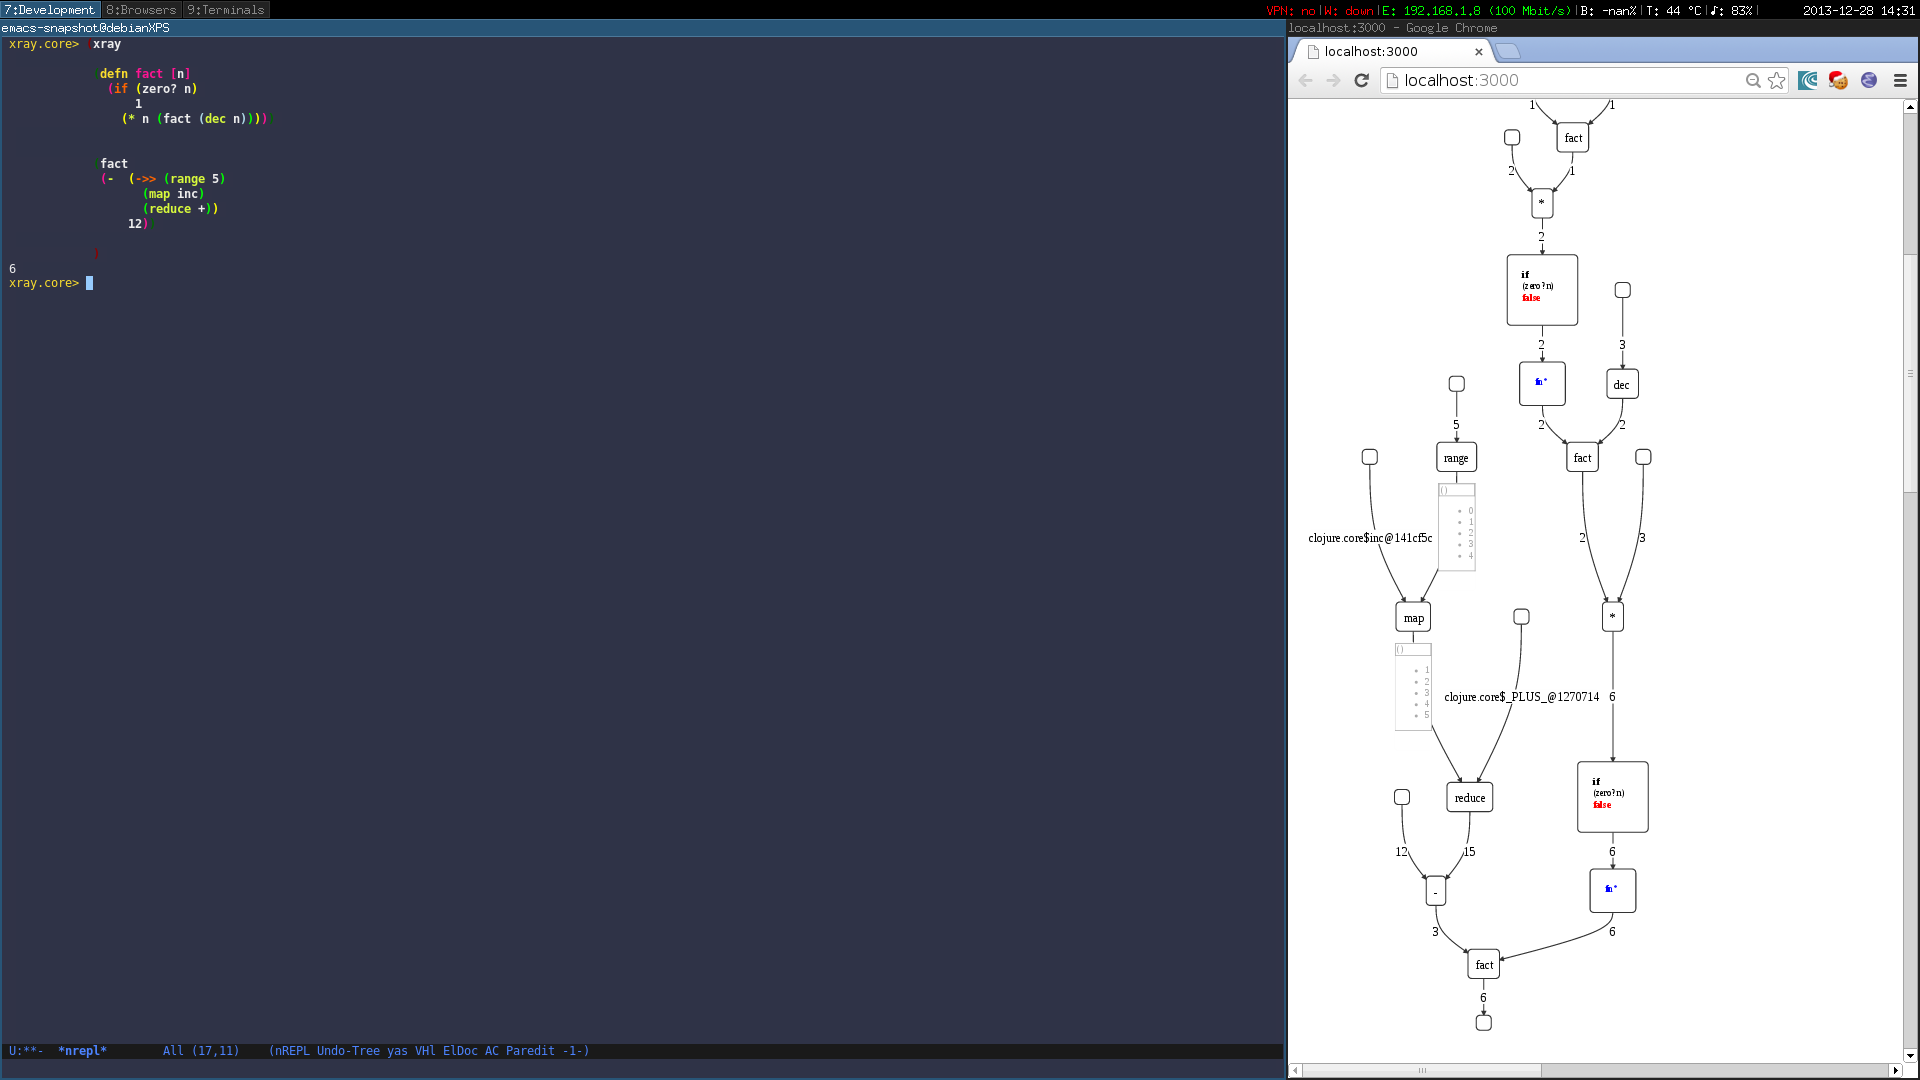 7:Development 8:Browsers 9:Terminals
VPN: no|W: down|E: 192.168.1.8 (100 Mbit/s)|B: -nan%|T: 44 °C|♪: 83%| 2013-12-28 14:31
emacs-snapshot@debianXPS
xray.core> (xray
(defn fact [n]
(if (zero? n)
1
(* n (fact (dec n)))))
(fact
(- (->> (range 5)
(map inc)
(reduce +))
12)
)
6
xray.core>
U:**- *nrepl* All (17,11) (nREPL Undo-Tree yas VHl ElDoc AC Paredit -1-)
localhost:3000 - Google Chrome
localhost:3000
localhost:3000
1 1
fact
2 1
*
2
if
(zero? n)
false
2 3
fn* dec
5 2 2
range fact
()
0
1
2
3
4
clojure.core$inc@141cf5c 2 3
map *
()
1
2
3
4
5
clojure.core$_PLUS_@1270714 6
reduce
if
(zero? n)
false
12 15 6
- fn*
3 6
fact
6